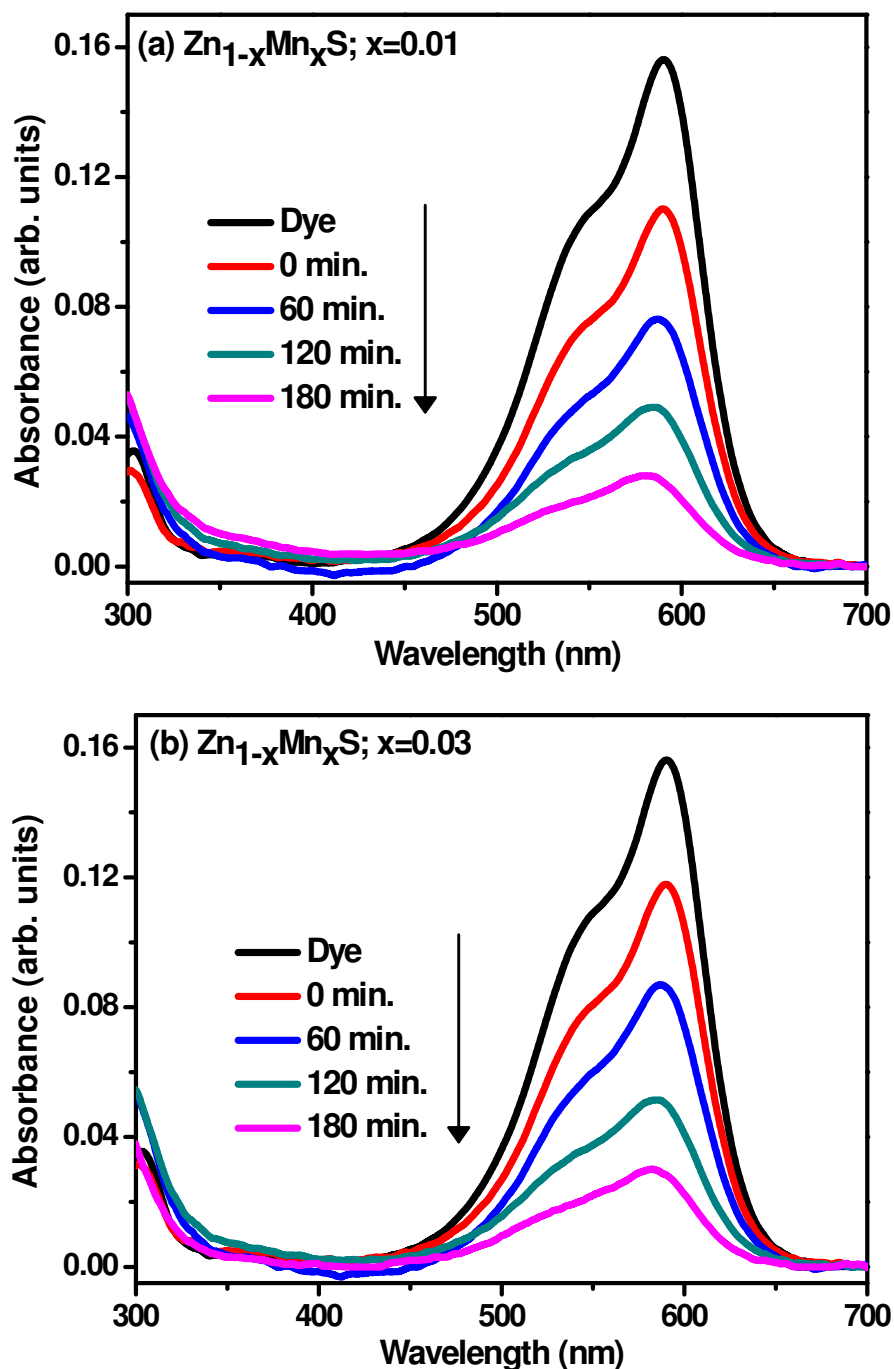 (a) Zn1-xMnxS; x=0.01
0.16
0.12
0.08
0.04
0.00
Absorbance (arb. units)
Dye
0 min.
60 min.
120 min.
180 min.
300 400 500 600 700
Wavelength (nm)
(b) Zn1-xMnxS; x=0.03
0.16
0.12
0.08
0.04
0.00
Absorbance (arb. units)
Dye
0 min.
60 min.
120 min.
180 min.
300 400 500 600 700
Wavelength (nm)